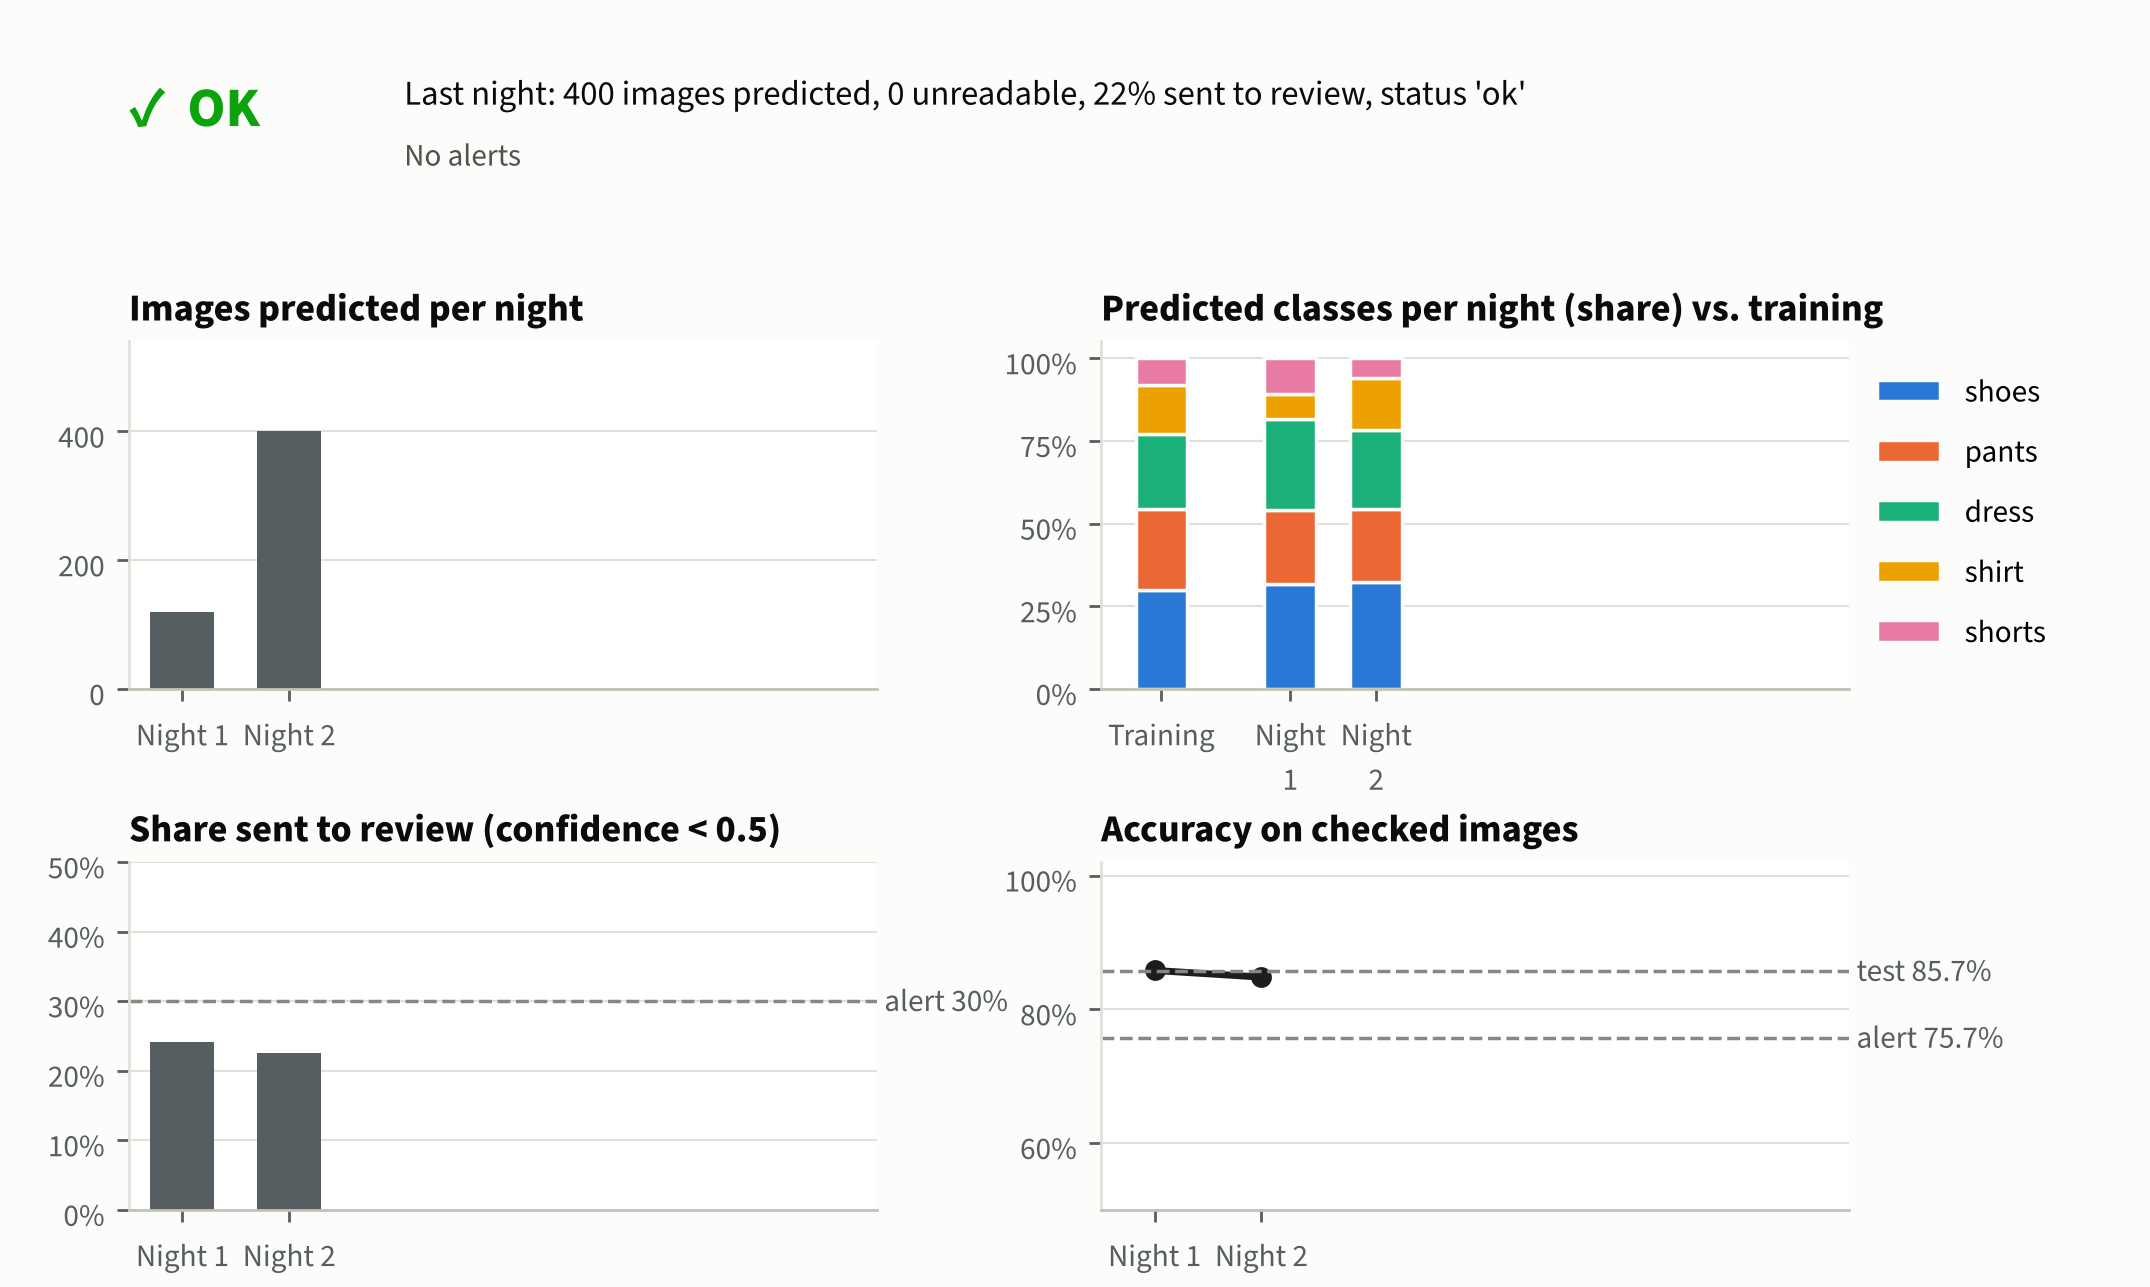 ✓ OK
Last night: 400 images predicted, 0 unreadable, 22% sent to review, status 'ok'
No alerts
Images predicted per night
400
200
0
Night 1 Night 2
Predicted classes per night (share) vs. training
100%
75%
50%
25%
0%
Training Night 1 Night 2
shoes
pants
dress
shirt
shorts
Share sent to review (confidence < 0.5)
50%
40%
30%
20%
10%
0%
alert 30%
Night 1 Night 2
Accuracy on checked images
100%
80%
60%
test 85.7%
alert 75.7%
Night 1 Night 2